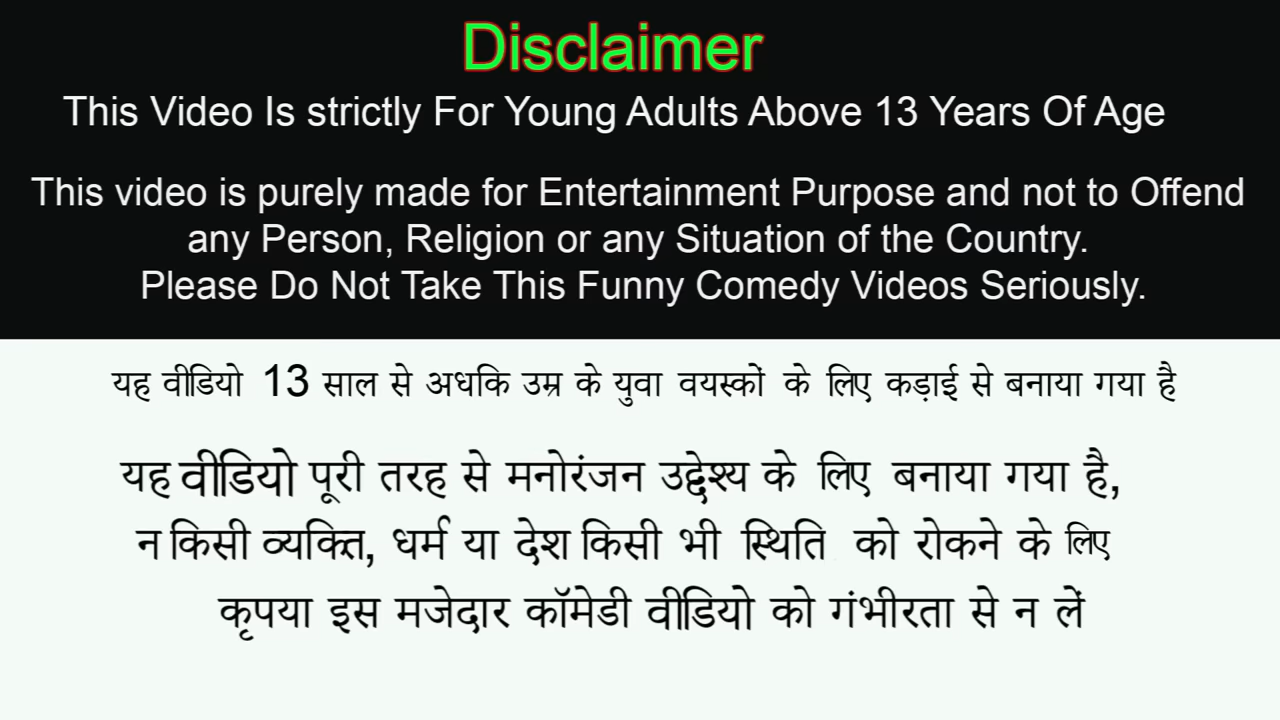 Disclaimer
This Video Is strictly For Young Adults Above 13 Years Of Age
This video is purely made for Entertainment Purpose and not to Offend
any Person, Religion or any Situation of the Country.
Please Do Not Take This Funny Comedy Videos Seriously.
यह वीडियो 13 साल से अधकि उम्र के युवा वयस्कों के लिए कड़ाई से बनाया गया है
यह वीडियो पूरी तरह से मनोरंजन उद्देश्य के लिए बनाया गया है,
न किसी व्यक्ति, धर्म या देश किसी भी स्थिति को रोकने के लिए
कृपया इस मजेदार कॉमेडी वीडियो को गंभीरता से न लें